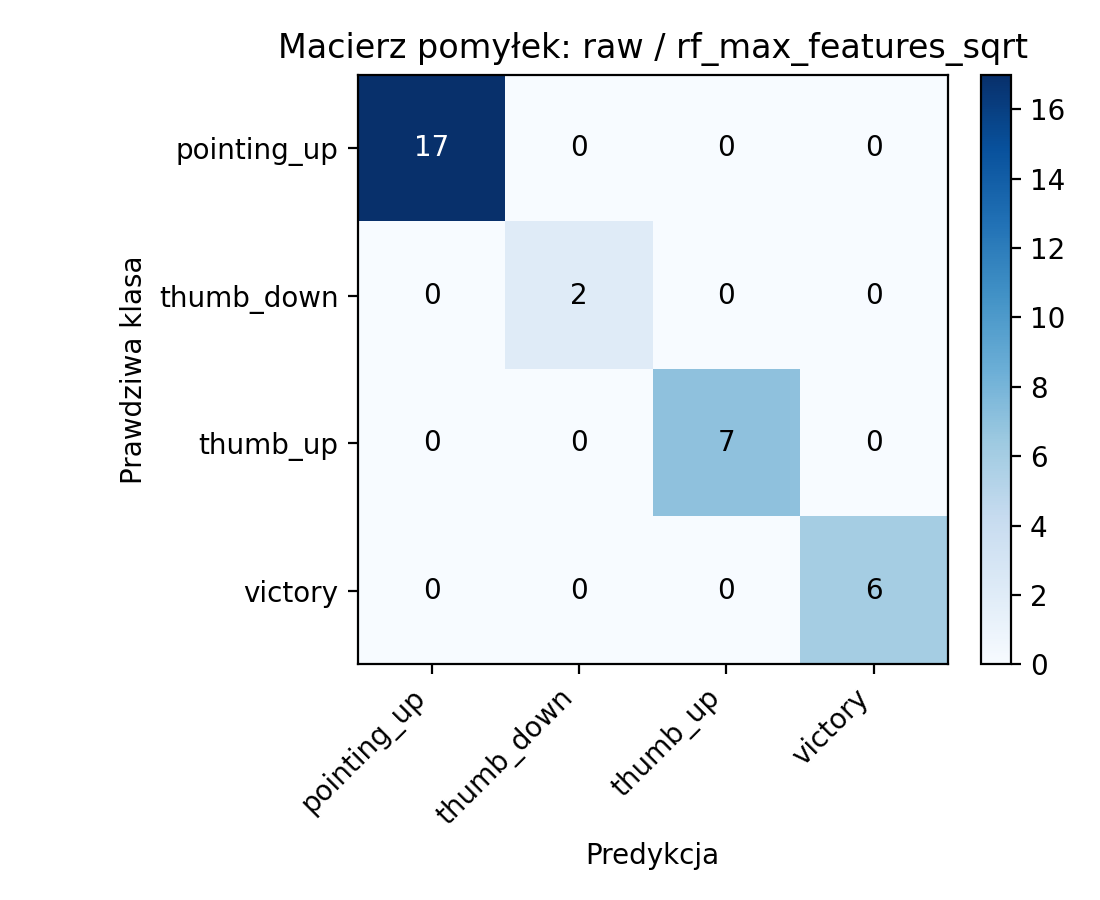 Macierz pomyłek: raw / rf_max_features_sqrt
Prawdziwa klasa
pointing_up 17 0 0 0
thumb_down 0 2 0 0
thumb_up 0 0 7 0
victory 0 0 0 6
pointing_up thumb_down thumb_up victory
Predykcja
16
14
12
10
8
6
4
2
0